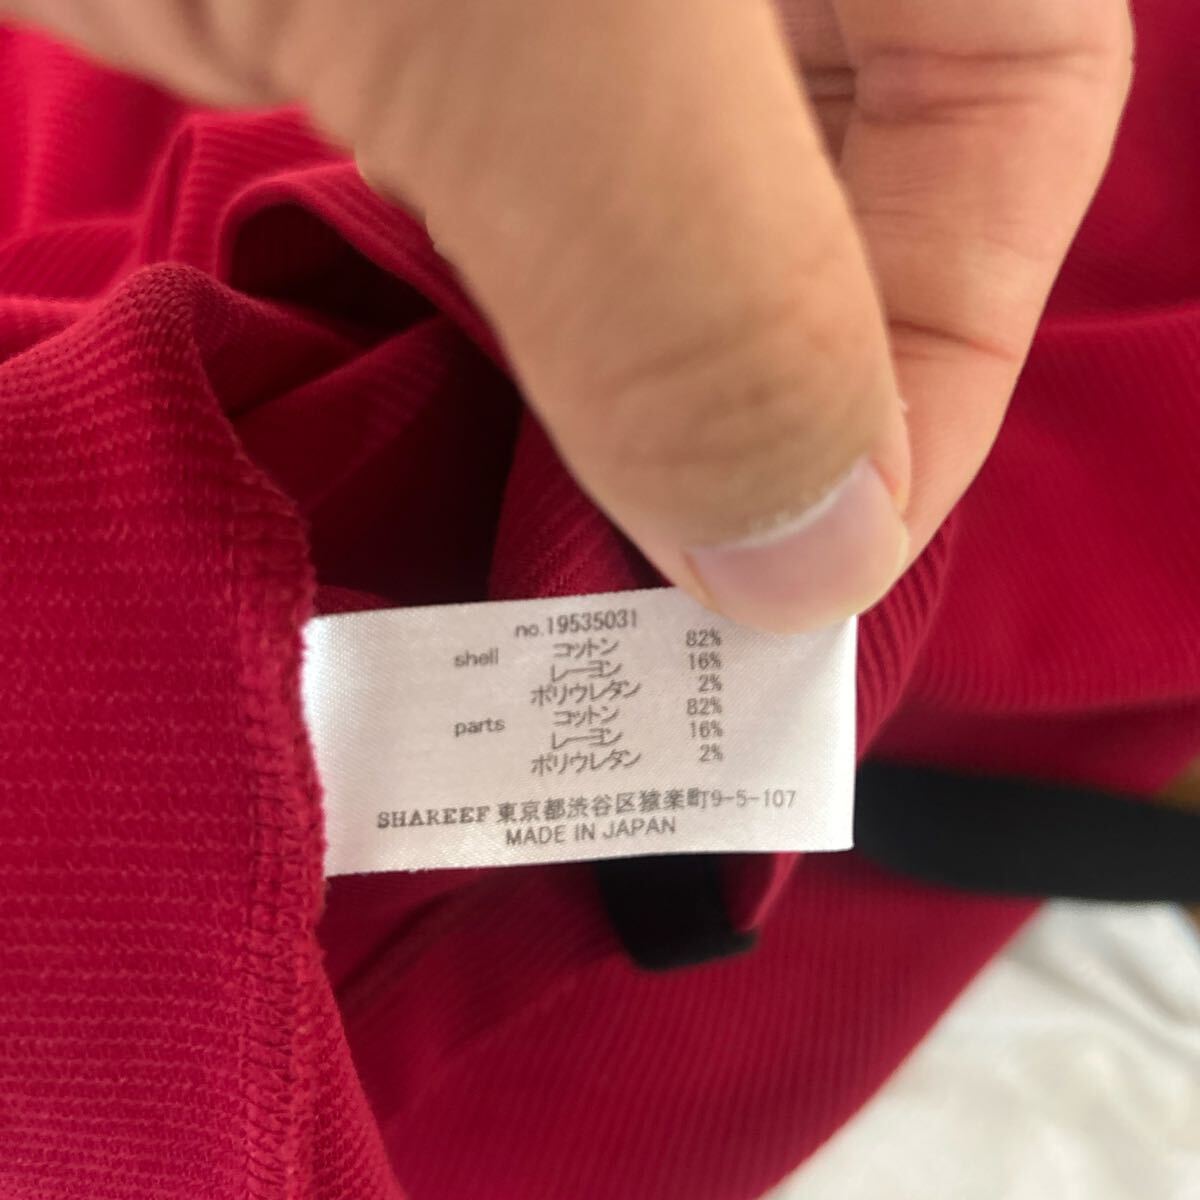 no.19535031
shell コットン 82%
レーヨン 16%
ポリウレタン 2%
parts コットン 82%
レーヨン 16%
ポリウレタン 2%
SHAREEF 東京都渋谷区猿楽町9-5-107
MADE IN JAPAN